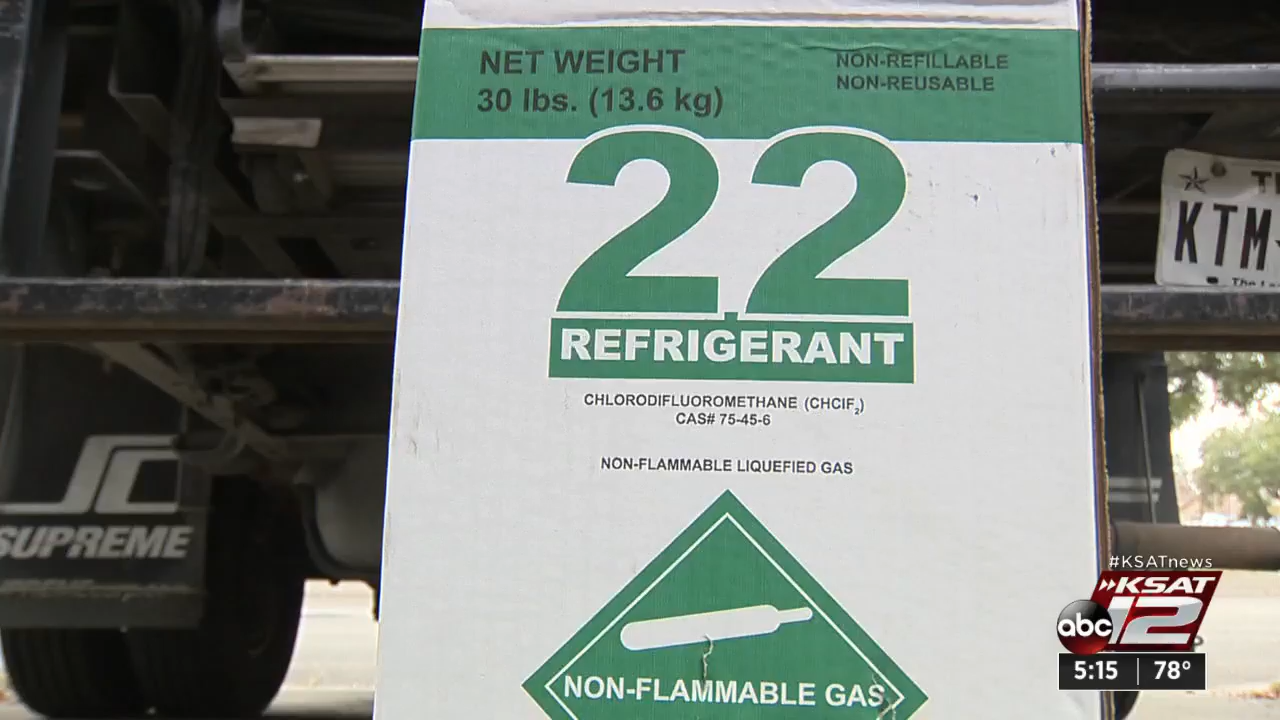 NET WEIGHT
30 lbs. (13.6 kg)
NON-REFILLABLE
NON-REUSABLE
22
REFRIGERANT
CHLORODIFLUOROMETHANE (CHClF₂)
CAS# 75-45-6
NON-FLAMMABLE LIQUEFIED GAS
NON-FLAMMABLE GAS
KTM
JC
SUPREME
#KSATnews
KSAT
abc 12
5:15 78°